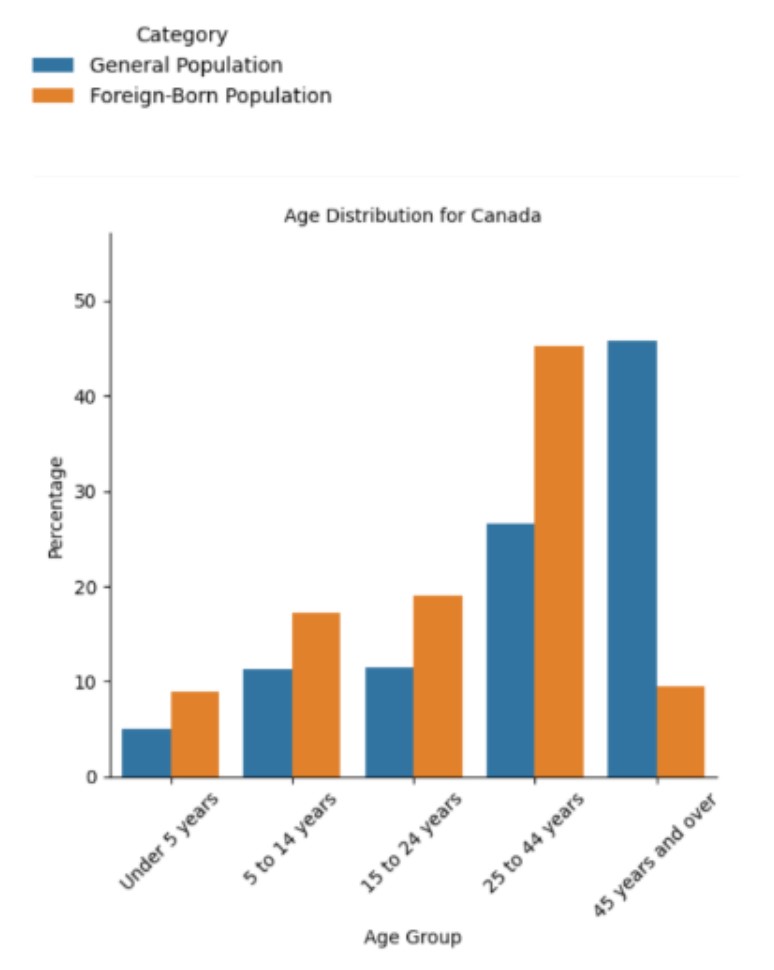 Category
General Population
Foreign-Born Population
Age Distribution for Canada
50
40
30
20
10
0
Percentage
Under 5 years
5 to 14 years
15 to 24 years
25 to 44 years
45 years and over
Age Group